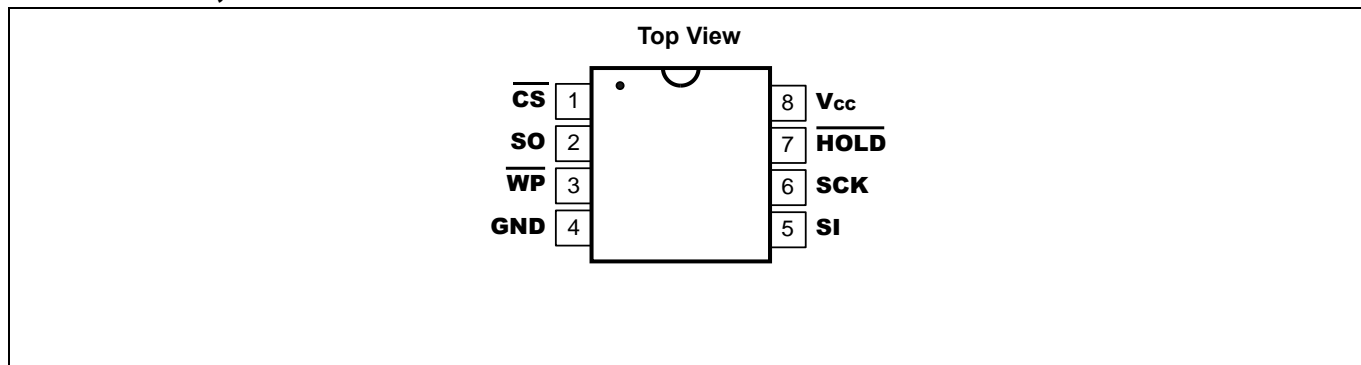 Top View
CS 1
SO 2
WP 3
GND 4
8 Vcc
7 HOLD
6 SCK
5 SI